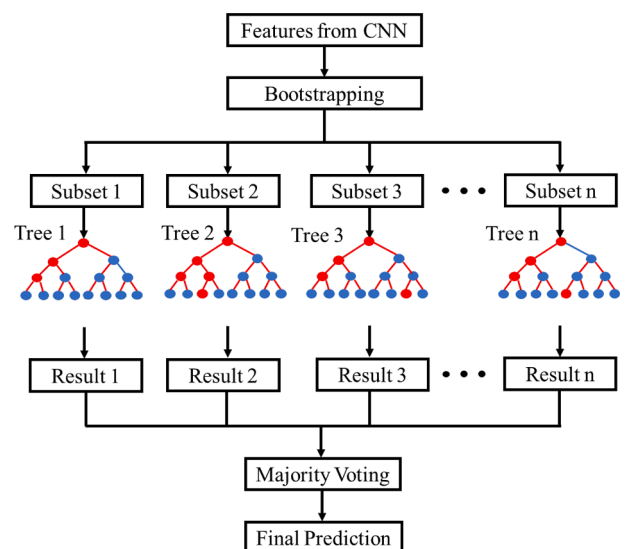 Features from CNN
Bootstrapping
Subset 1
Subset 2
Subset 3
• • •
Subset n
Tree 1
Tree 2
Tree 3
Tree n
Result 1
Result 2
Result 3
• • •
Result n
Majority Voting
Final Prediction